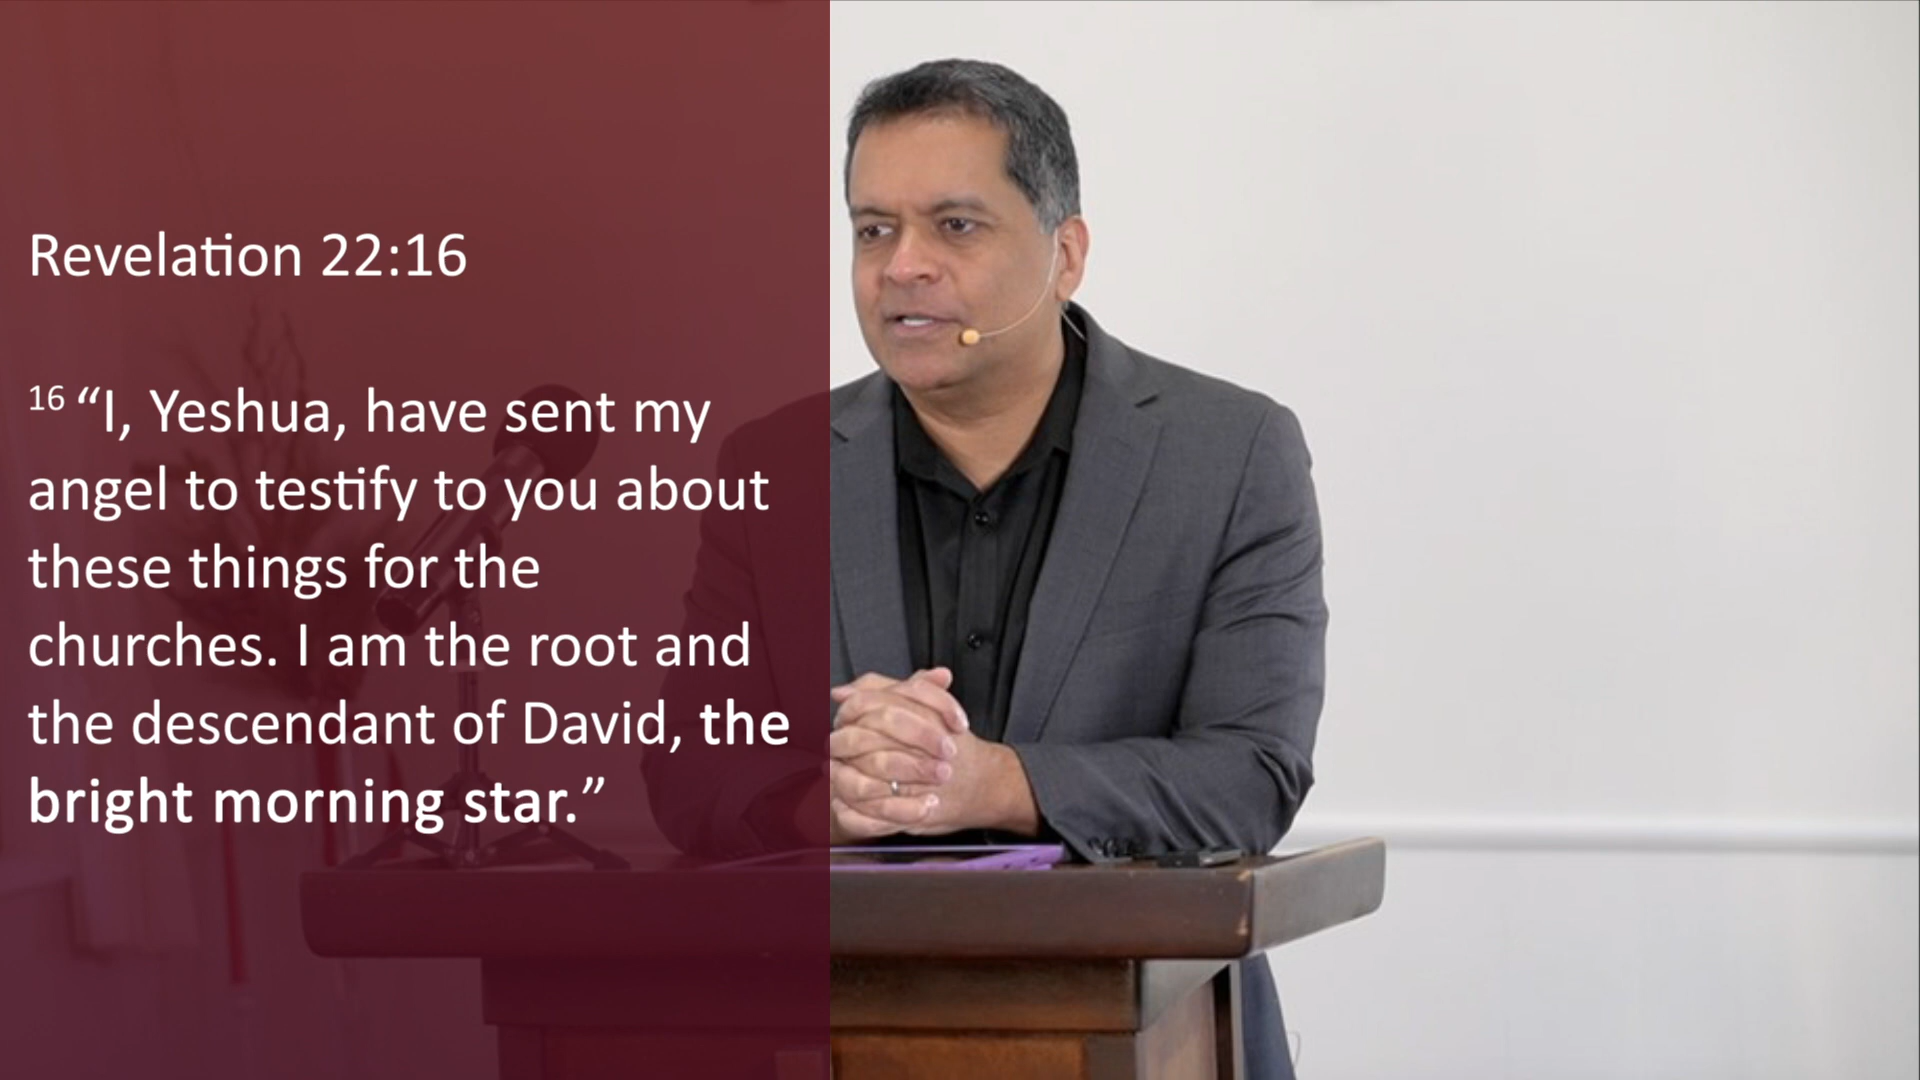 Revelation 22:16
16 “I, Yeshua, have sent my
angel to testify to you about
these things for the
churches. I am the root and
the descendant of David, the
bright morning star.”